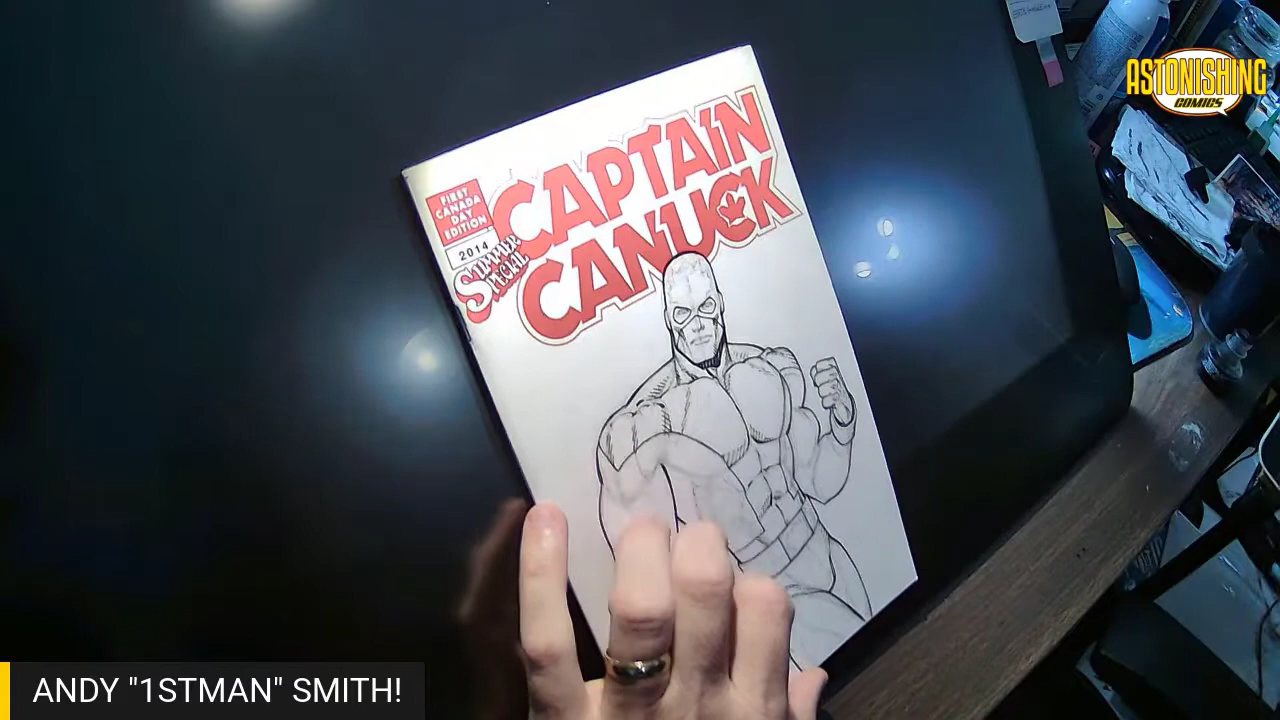 ASTONISHING
COMICS
CAPTAIN
CANUCK
FIRST
CANADA
DAY
EDITION
2014
SUMMER
SPECIAL
ANDY "1STMAN" SMITH!